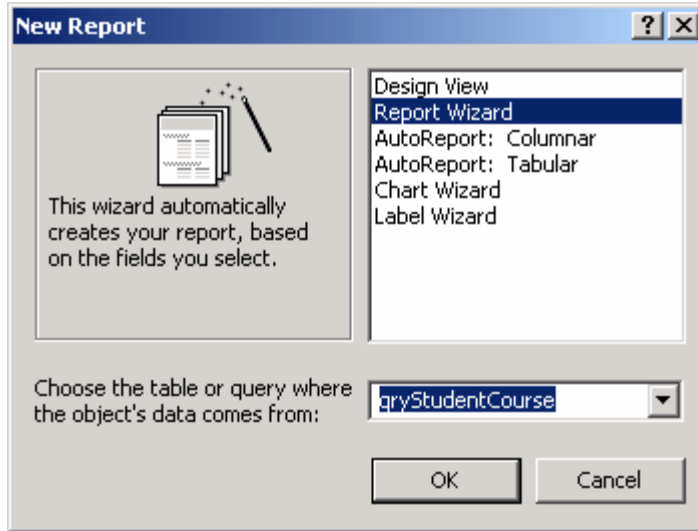 New Report
This wizard automatically
creates your report, based
on the fields you select.
Design View
Report Wizard
AutoReport: Columnar
AutoReport: Tabular
Chart Wizard
Label Wizard
Choose the table or query where
the object's data comes from:
qryStudentCourse
OK
Cancel